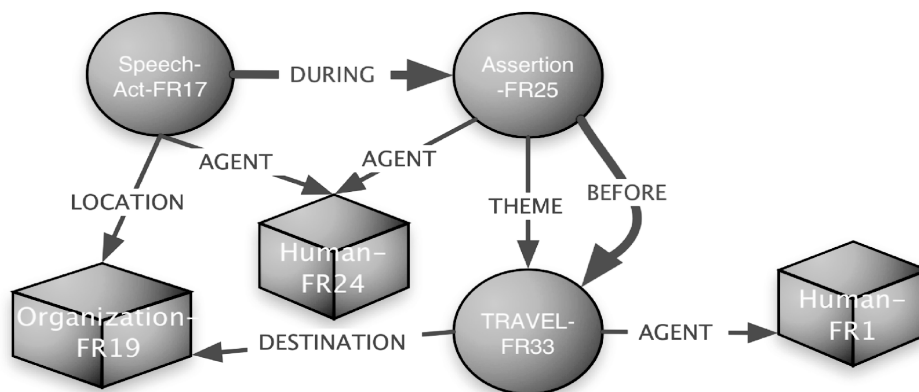 Speech-
Act-FR17
DURING
Assertion
-FR25
AGENT
AGENT
LOCATION
THEME
BEFORE
Human-
FR24
Organization-
FR19
DESTINATION
TRAVEL-
FR33
AGENT
Human-
FR1